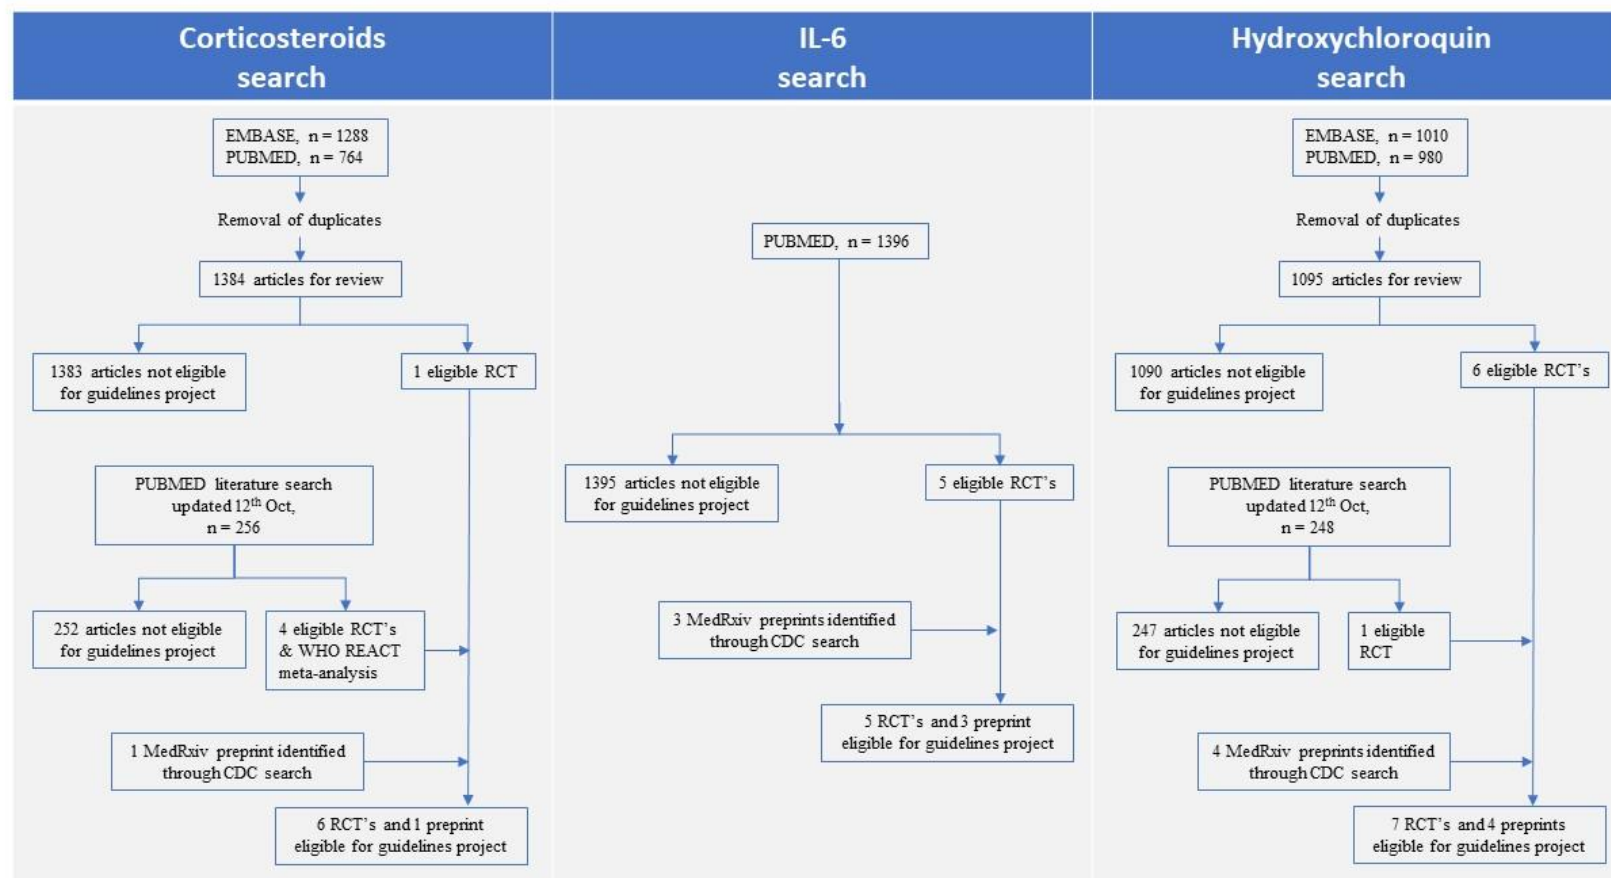 Corticosteroids
search
EMBASE, n = 1288
PUBMED, n = 764
Removal of duplicates
1384 articles for review
1383 articles not eligible
for guidelines project
1 eligible RCT
PUBMED literature search
updated 12th Oct,
n = 256
252 articles not eligible
for guidelines project
4 eligible RCT's
& WHO REACT
meta-analysis
1 MedRxiv preprint identified
through CDC search
6 RCT's and 1 preprint
eligible for guidelines project
IL-6
search
PUBMED, n = 1396
1395 articles not eligible
for guidelines project
5 eligible RCT's
3 MedRxiv preprints identified
through CDC search
5 RCT's and 3 preprint
eligible for guidelines project
Hydroxychloroquin
search
EMBASE, n = 1010
PUBMED, n = 980
Removal of duplicates
1095 articles for review
1090 articles not eligible
for guidelines project
6 eligible RCT's
PUBMED literature search
updated 12th Oct,
n = 248
247 articles not eligible
for guidelines project
1 eligible
RCT
4 MedRxiv preprints identified
through CDC search
7 RCT's and 4 preprints
eligible for guidelines project